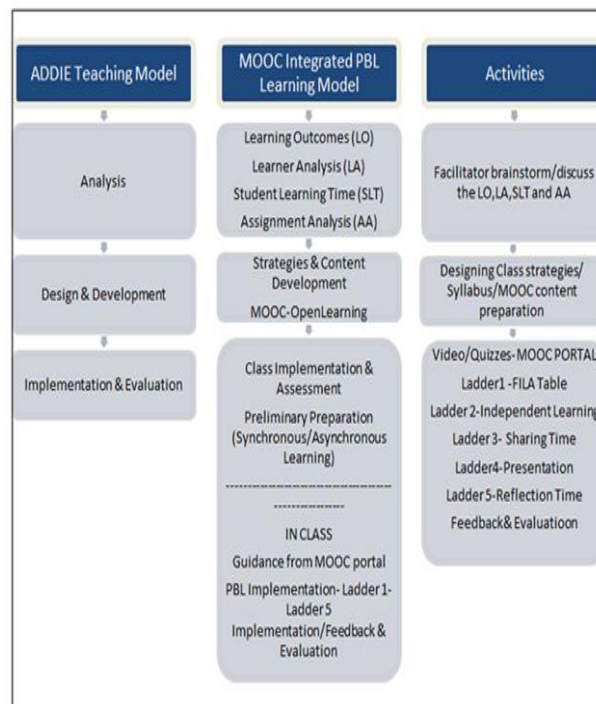 ADDIE Teaching Model
Analysis
Design & Development
Implementation & Evaluation
MOOC Integrated PBL
Learning Model
Learning Outcomes (LO)
Learner Analysis (LA)
Student Learning Time (SLT)
Assignment Analysis (AA)
Strategies & Content
Development
MOOC-OpenLearning
Class Implementation &
Assessment
Preliminary Preparation
(Synchronous/Asynchronous
Learning)
--------------------------------------
-----------------
IN CLASS
Guidance from MOOC portal
PBL Implementation- Ladder 1-
Ladder 5
Implementation/Feedback &
Evaluation
Activities
Facilitator brainstorm/discuss
the LO,LA,SLT and AA
Designing Class strategies/
Syllabus/MOOC content
preparation
Video/Quizzes- MOOC PORTAL
Ladder1 -FILA Table
Ladder 2-Independent Learning
Ladder 3- Sharing Time
Ladder4-Presentation
Ladder 5-Reflection Time
Feedback& Evaluatioon